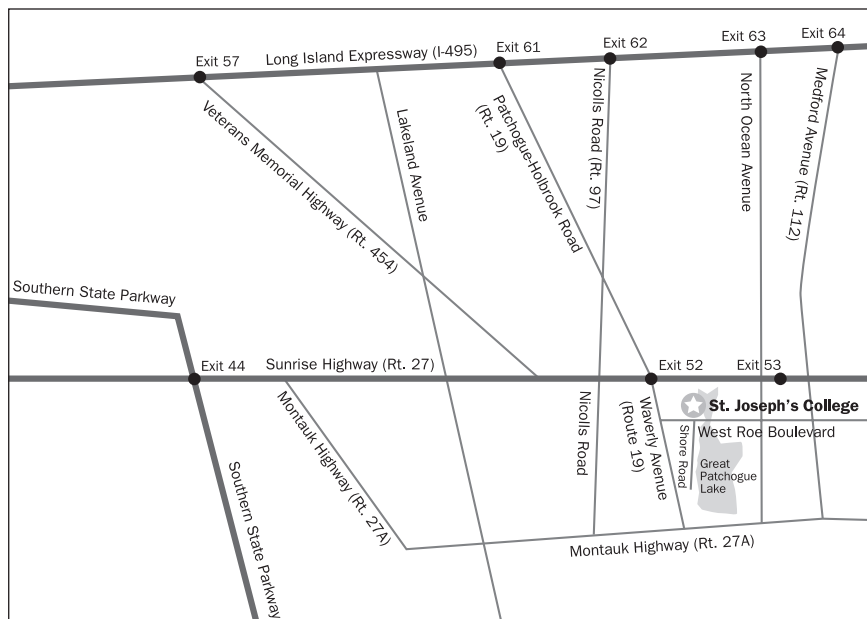 Exit 57
Long Island Expressway (I-495)
Exit 61
Exit 62
Exit 63
Exit 64
Veterans Memorial Highway (Rt. 454)
Lakeland Avenue
Patchogue-Holbrook Road
(Rt. 19)
Nicolls Road (Rt. 97)
North Ocean Avenue
Medford Avenue (Rt. 112)
Southern State Parkway
Exit 44
Sunrise Highway (Rt. 27)
Exit 52
Exit 53
Montauk Highway (Rt. 27A)
Nicolls Road
Waverly Avenue
(Route 19)
St. Joseph's College
West Roe Boulevard
Shore Road
Great
Patchogue
Lake
Southern State Parkway
Montauk Highway (Rt. 27A)